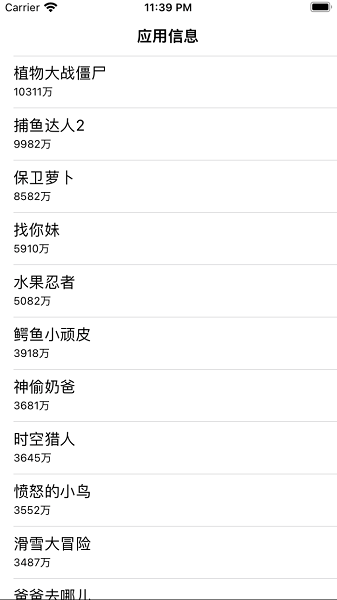 Carrier 11:39 PM
应用信息
植物大战僵尸
10311万
捕鱼达人2
9982万
保卫萝卜
8582万
找你妹
5910万
水果忍者
5082万
鳄鱼小顽皮
3918万
神偷奶爸
3681万
时空猎人
3645万
愤怒的小鸟
3552万
滑雪大冒险
3487万
爸爸去哪儿